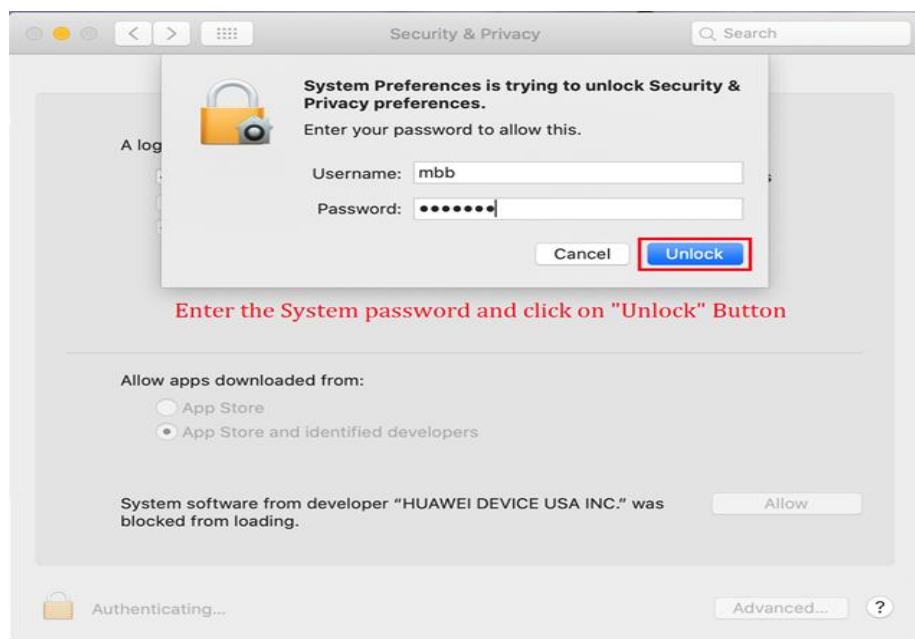 Security & Privacy
Search
System Preferences is trying to unlock Security &
Privacy preferences.
Enter your password to allow this.
Username: mbb
Password: •••••••
Cancel
Unlock
A log
s
Enter the System password and click on "Unlock" Button
Allow apps downloaded from:
App Store
App Store and identified developers
System software from developer “HUAWEI DEVICE USA INC.” was
blocked from loading.
Allow
Authenticating...
Advanced...
?